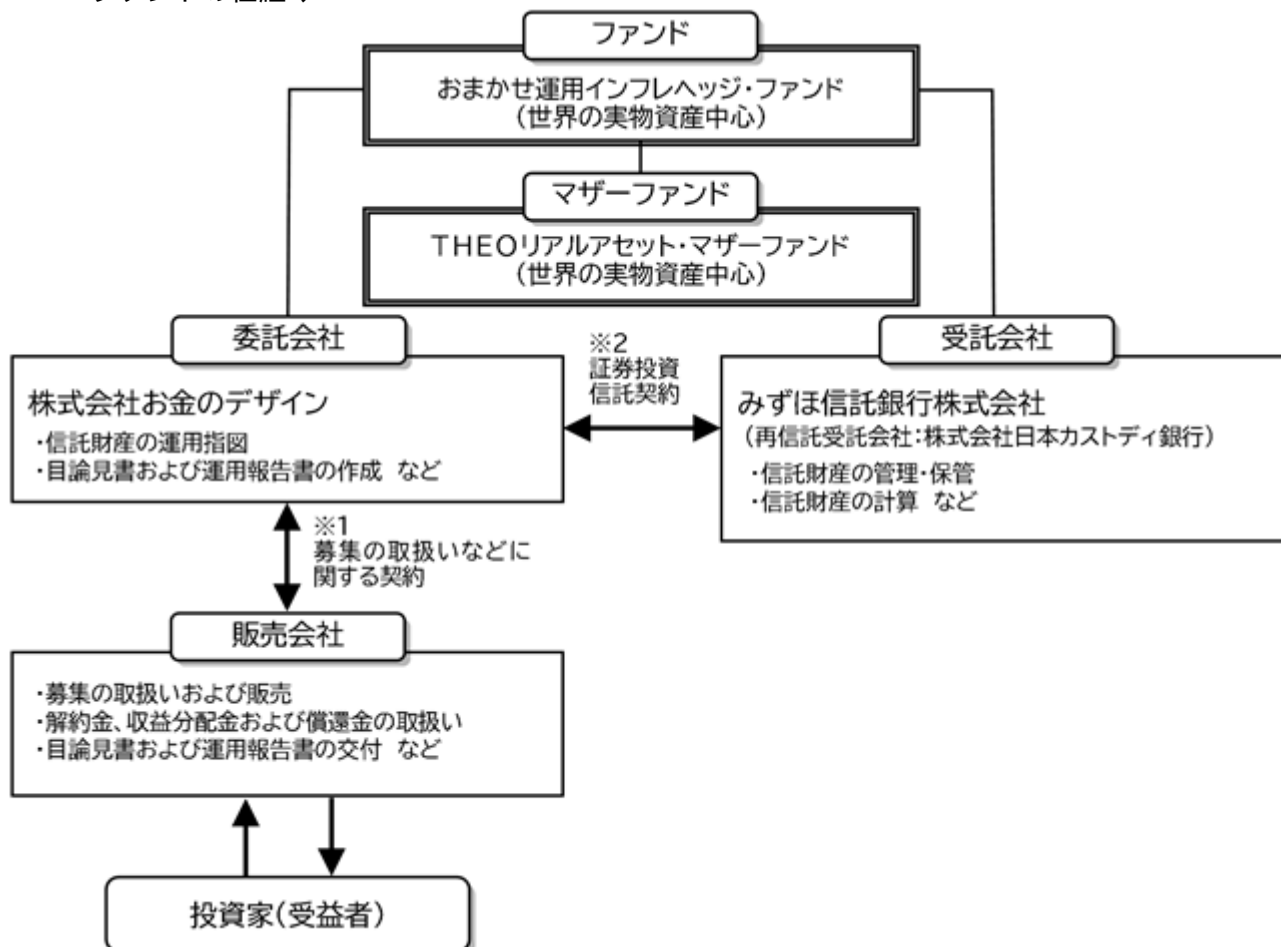 ファンド
おまかせ運用インフレヘッジ・ファンド
(世界の実物資産中心)
マザーファンド
THEOリアルアセット・マザーファンド
(世界の実物資産中心)
委託会社
株式会社お金のデザイン
・信託財産の運用指図
・目論見書および運用報告書の作成 など
※2
証券投資
信託契約
受託会社
みずほ信託銀行株式会社
(再信託受託会社:株式会社日本カストディ銀行)
・信託財産の管理・保管
・信託財産の計算 など
※1
募集の取扱いなどに
関する契約
販売会社
・募集の取扱いおよび販売
・解約金、収益分配金および償還金の取扱い
・目論見書および運用報告書の交付 など
投資家(受益者)